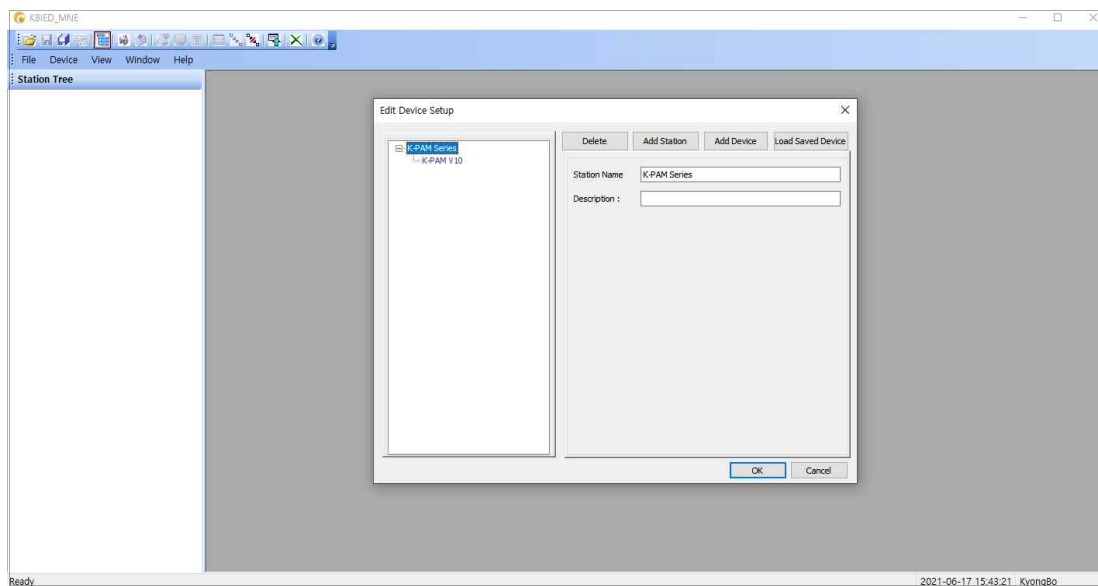 KBIED_MNE
File Device View Window Help
Station Tree
Edit Device Setup
K-PAM Series
K-PAM V10
Delete Add Station Add Device Load Saved Device
Station Name K-PAM Series
Description :
OK Cancel
Ready 2021-06-17 15:43:21 KyongBo